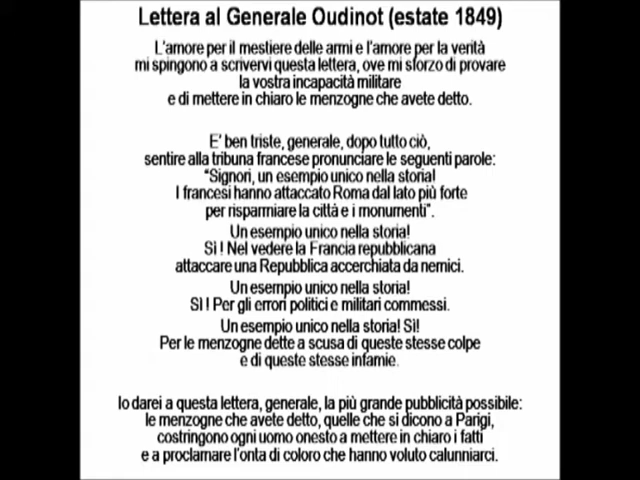 Lettera al Generale Oudinot (estate 1849)
L'amore per il mestiere delle armi e l'amore per la verità
mi spingono a scrivervi questa lettera, ove mi sforzo di provare
la vostra incapacità militare
e di mettere in chiaro le menzogne che avete detto.
E' ben triste, generale, dopo tutto ciò,
sentire alla tribuna francese pronunciare le seguenti parole:
"Signori, un esempio unico nella storia!
I francesi hanno attaccato Roma dal lato più forte
per risparmiare la città e i monumenti".
Un esempio unico nella storia!
Sì! Nel vedere la Francia repubblicana
attaccare una Repubblica accerchiata da nemici.
Un esempio unico nella storia!
Sì! Per gli errori politici e militari commessi.
Un esempio unico nella storia! Sì!
Per le menzogne dette a scusa di queste stesse colpe
e di queste stesse infamie.
Io darei a questa lettera, generale, la più grande pubblicità possibile:
le menzogne che avete detto, quelle che si dicono a Parigi,
costringono ogni uomo onesto a mettere in chiaro i fatti
e a proclamare l'onta di coloro che hanno voluto calunniarci.